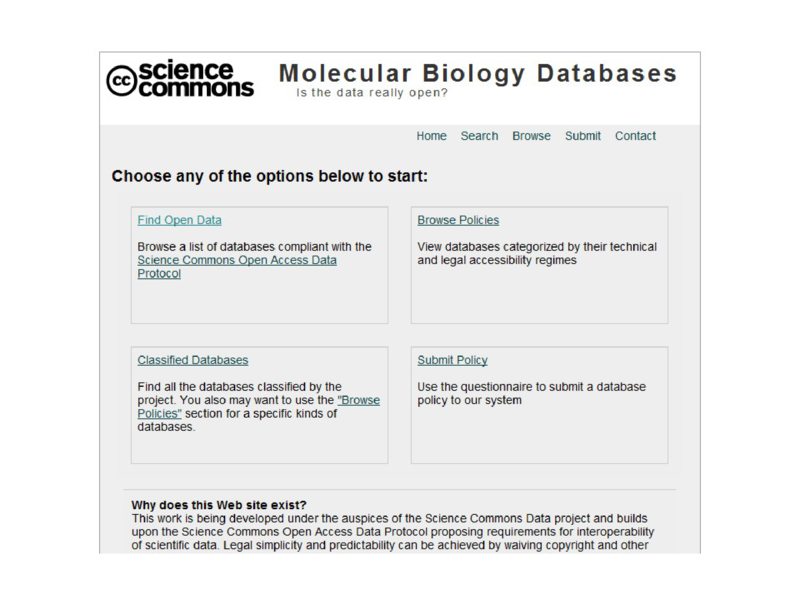 cc science commons
Molecular Biology Databases
Is the data really open?
Home Search Browse Submit Contact
Choose any of the options below to start:
Find Open Data
Browse a list of databases compliant with the
Science Commons Open Access Data
Protocol
Browse Policies
View databases categorized by their technical
and legal accessibility regimes
Classified Databases
Find all the databases classified by the
project. You also may want to use the "Browse
Policies" section for a specific kinds of
databases.
Submit Policy
Use the questionnaire to submit a database
policy to our system
Why does this Web site exist?
This work is being developed under the auspices of the Science Commons Data project and builds
upon the Science Commons Open Access Data Protocol proposing requirements for interoperability
of scientific data. Legal simplicity and predictability can be achieved by waiving copyright and other